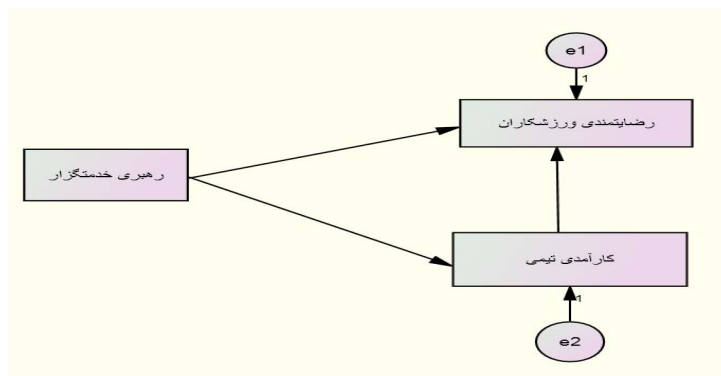 e1
1
رضایتمندی ورزشکاران
رهبری خدمتگزار
کارآمدی تیمی
1
e2